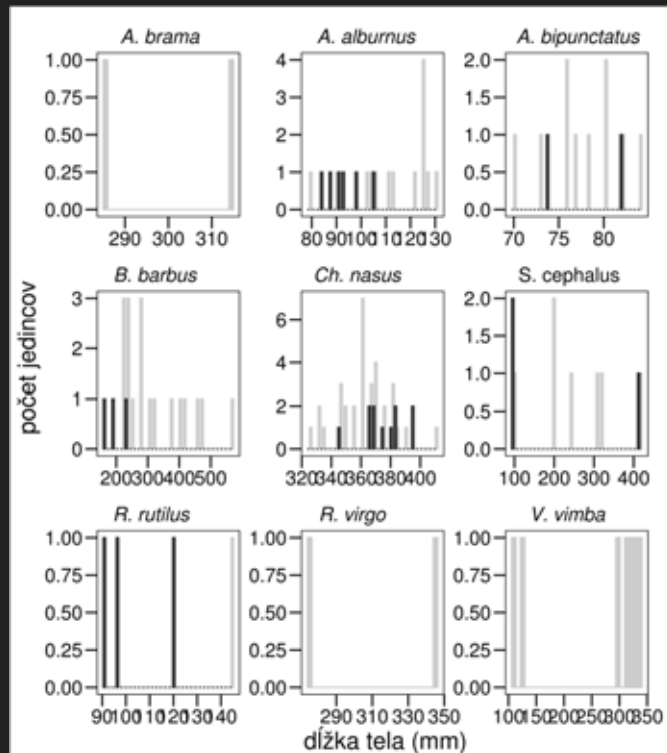 A. brama
A. alburnus
A. bipunctatus
1.00
0.75
0.50
0.25
0.00
290 300 310
4
3
2
1
0
80 90 100 110 120 130
2.0
1.5
1.0
0.5
0.0
70 75 80
B. barbus
Ch. nasus
S. cephalus
3
2
1
0
200 300 400 500
6
4
2
0
320 340 360 380 400
2.0
1.5
1.0
0.5
0.0
100 200 300 400
R. rutilus
R. virgo
V. vimba
1.00
0.75
0.50
0.25
0.00
90 100 110 120 130 140
1.00
0.75
0.50
0.25
0.00
290 310 330 350
1.00
0.75
0.50
0.25
0.00
100 150 200 250 300 350
počet jedincov
dĺžka tela (mm)